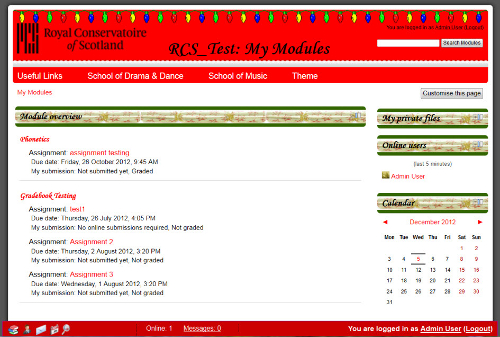 You are logged in as Admin User (Logout)
Royal Conservatoire
of Scotland
RCS_Test: My Modules
Search Modules
Useful Links
School of Drama & Dance
School of Music
Theme
My Modules
Customise this page
Module overview
Phonetics
Assignment: assignment testing
Due date: Friday, 26 October 2012, 9:45 AM
My submission: Not submitted yet, Graded
Gradebook Testing
Assignment: test1
Due date: Thursday, 26 July 2012, 4:05 PM
My submission: No online submissions required, Not graded
Assignment: Assignment 2
Due date: Thursday, 2 August 2012, 3:20 PM
My submission: Not submitted yet, Not graded
Assignment: Assignment 3
Due date: Wednesday, 1 August 2012, 3:20 PM
My submission: Not submitted yet, Not graded
My private files
Online users
(last 5 minutes)
Admin User
Calendar
◄ December 2012 ►
Mon Tue Wed Thu Fri Sat Sun
1 2
3 4 5 6 7 8 9
10 11 12 13 14 15 16
17 18 19 20 21 22 23
24 25 26 27 28 29 30
31
Online: 1
Messages: 0
You are logged in as Admin User (Logout)